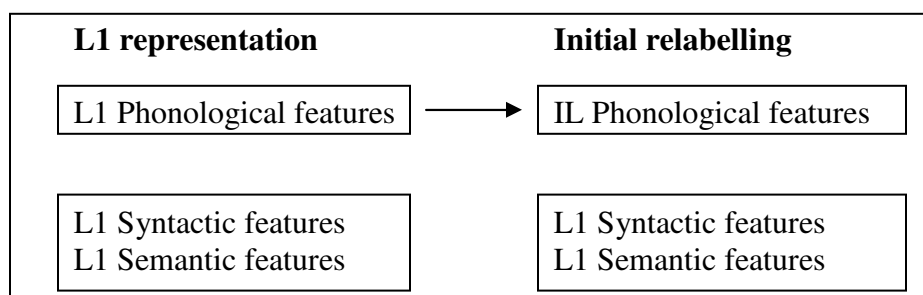 L1 representation Initial relabelling
L1 Phonological features IL Phonological features
L1 Syntactic features L1 Syntactic features
L1 Semantic features L1 Semantic features